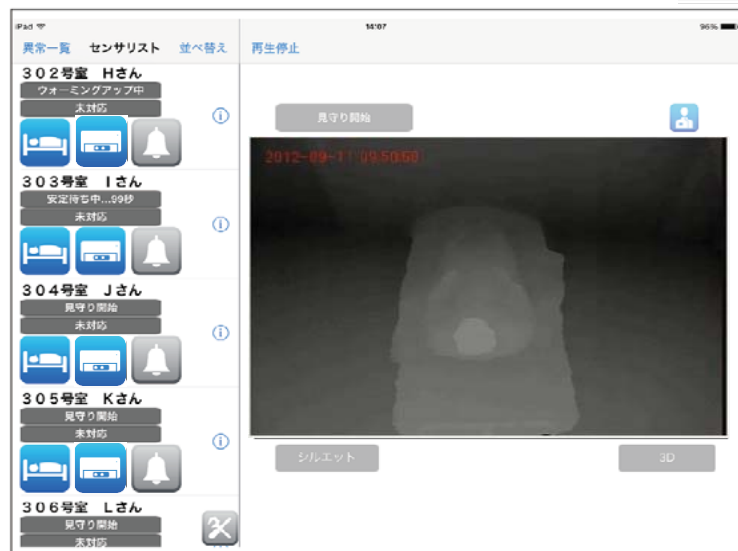 iPad
14:07
96%
異常一覧 センサリスト 並べ替え
再生停止
302号室 Hさん
ウォーミングアップ中
未対応
303号室 Iさん
安定待ち中...99秒
未対応
304号室 Jさん
見守り開始
未対応
305号室 Kさん
見守り開始
未対応
306号室 Lさん
見守り開始
未対応
見守り開始
2012-09-11 09:50:50
シルエット
3D